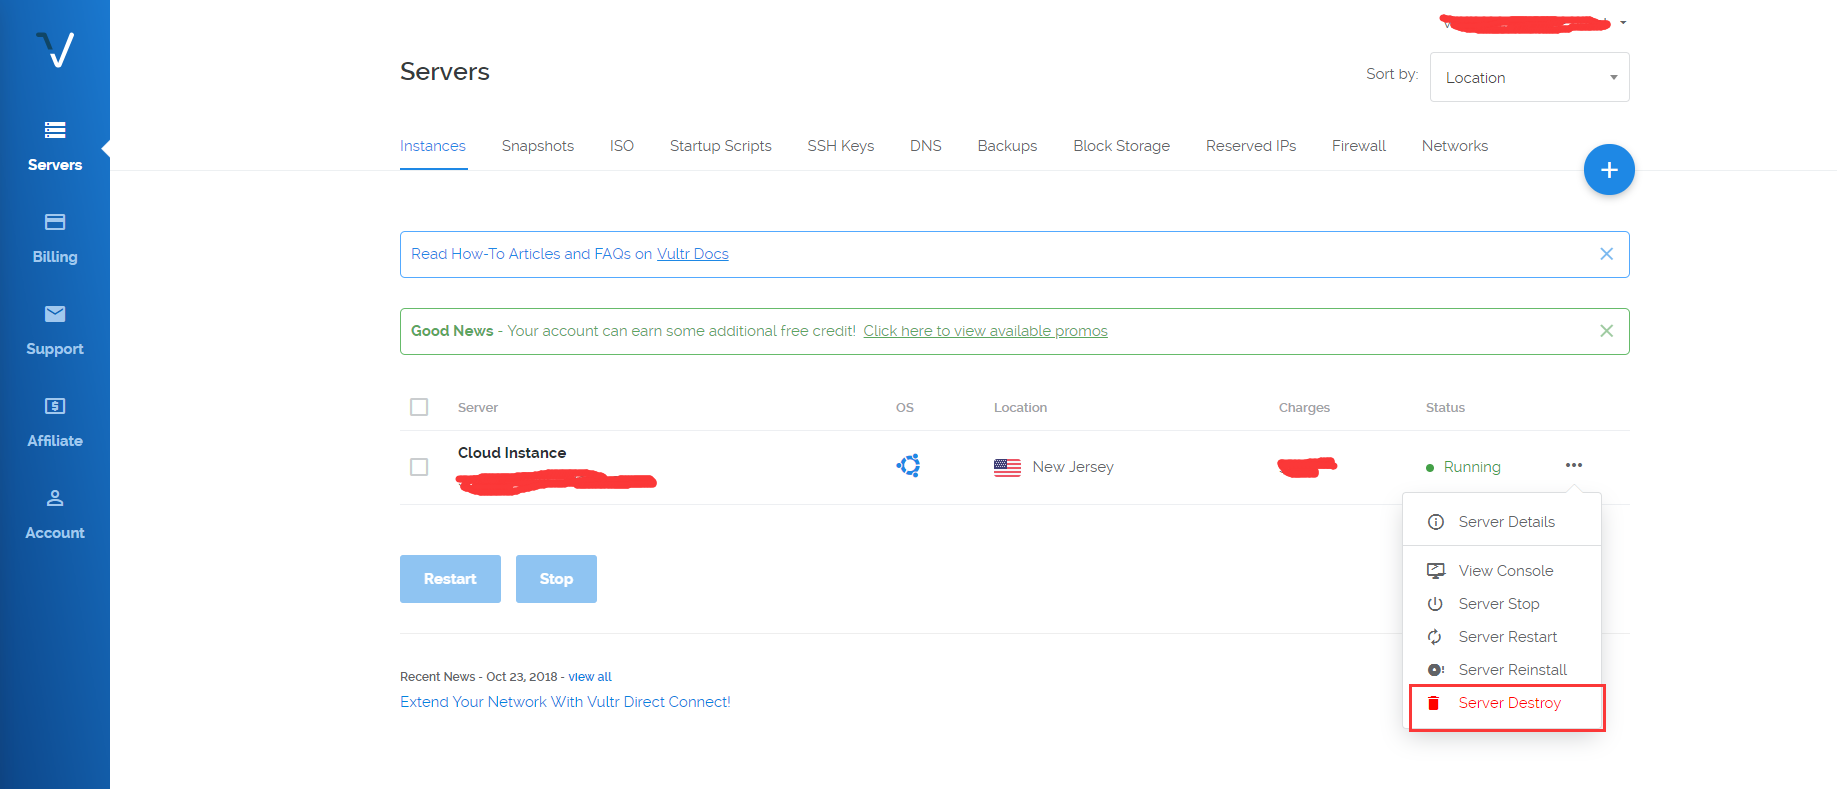 Servers
Sort by: Location
Instances Snapshots ISO Startup Scripts SSH Keys DNS Backups Block Storage Reserved IPs Firewall Networks
Servers
Billing
Support
Affiliate
Account
Read How-To Articles and FAQs on Vultr Docs
Good News - Your account can earn some additional free credit! Click here to view available promos
Server OS Location Charges Status
Cloud Instance
New Jersey Running
Server Details
View Console
Server Stop
Server Restart
Server Reinstall
Server Destroy
Restart Stop
Recent News - Oct 23, 2018 - view all
Extend Your Network With Vultr Direct Connect!